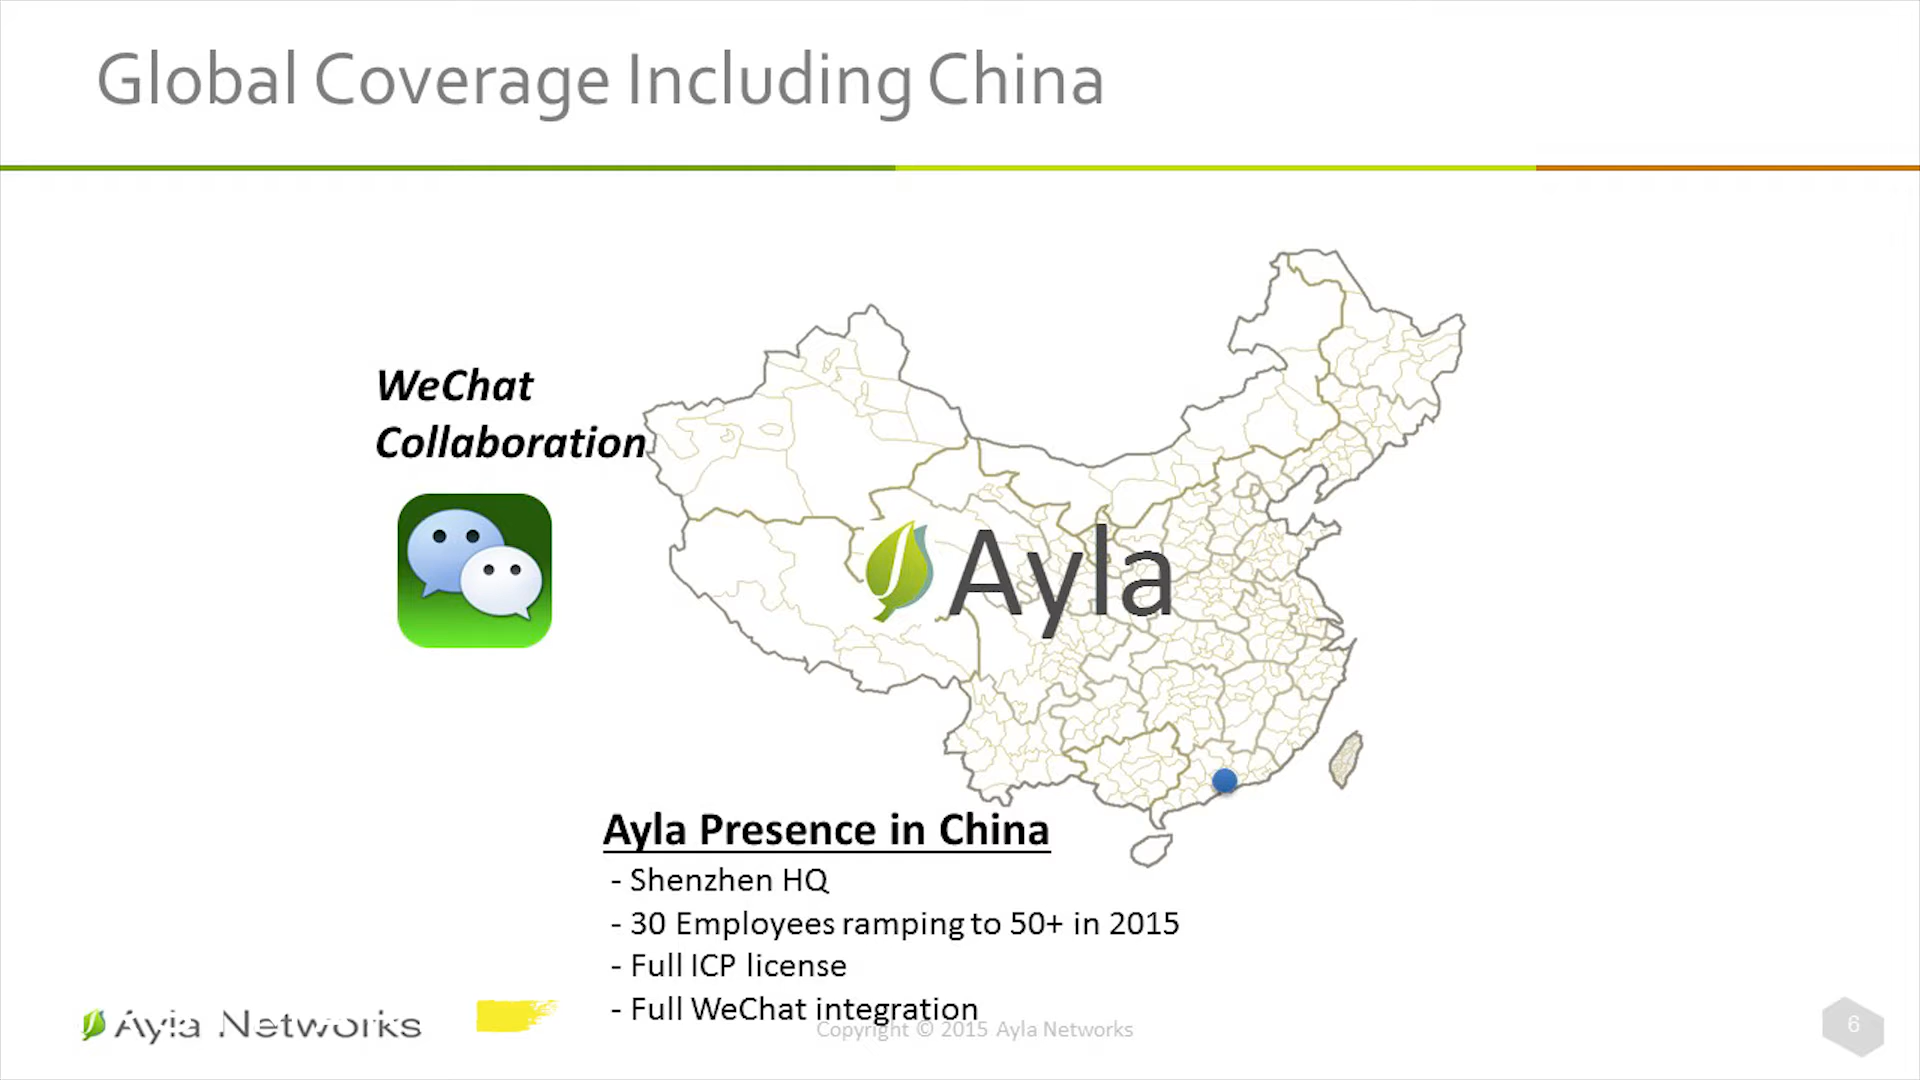 Global Coverage Including China
WeChat
Collaboration
Ayla
Ayla Presence in China
- Shenzhen HQ
- 30 Employees ramping to 50+ in 2015
- Full ICP license
- Full WeChat integration
Ayla Networks
Copyright © 2015 Ayla Networks
6